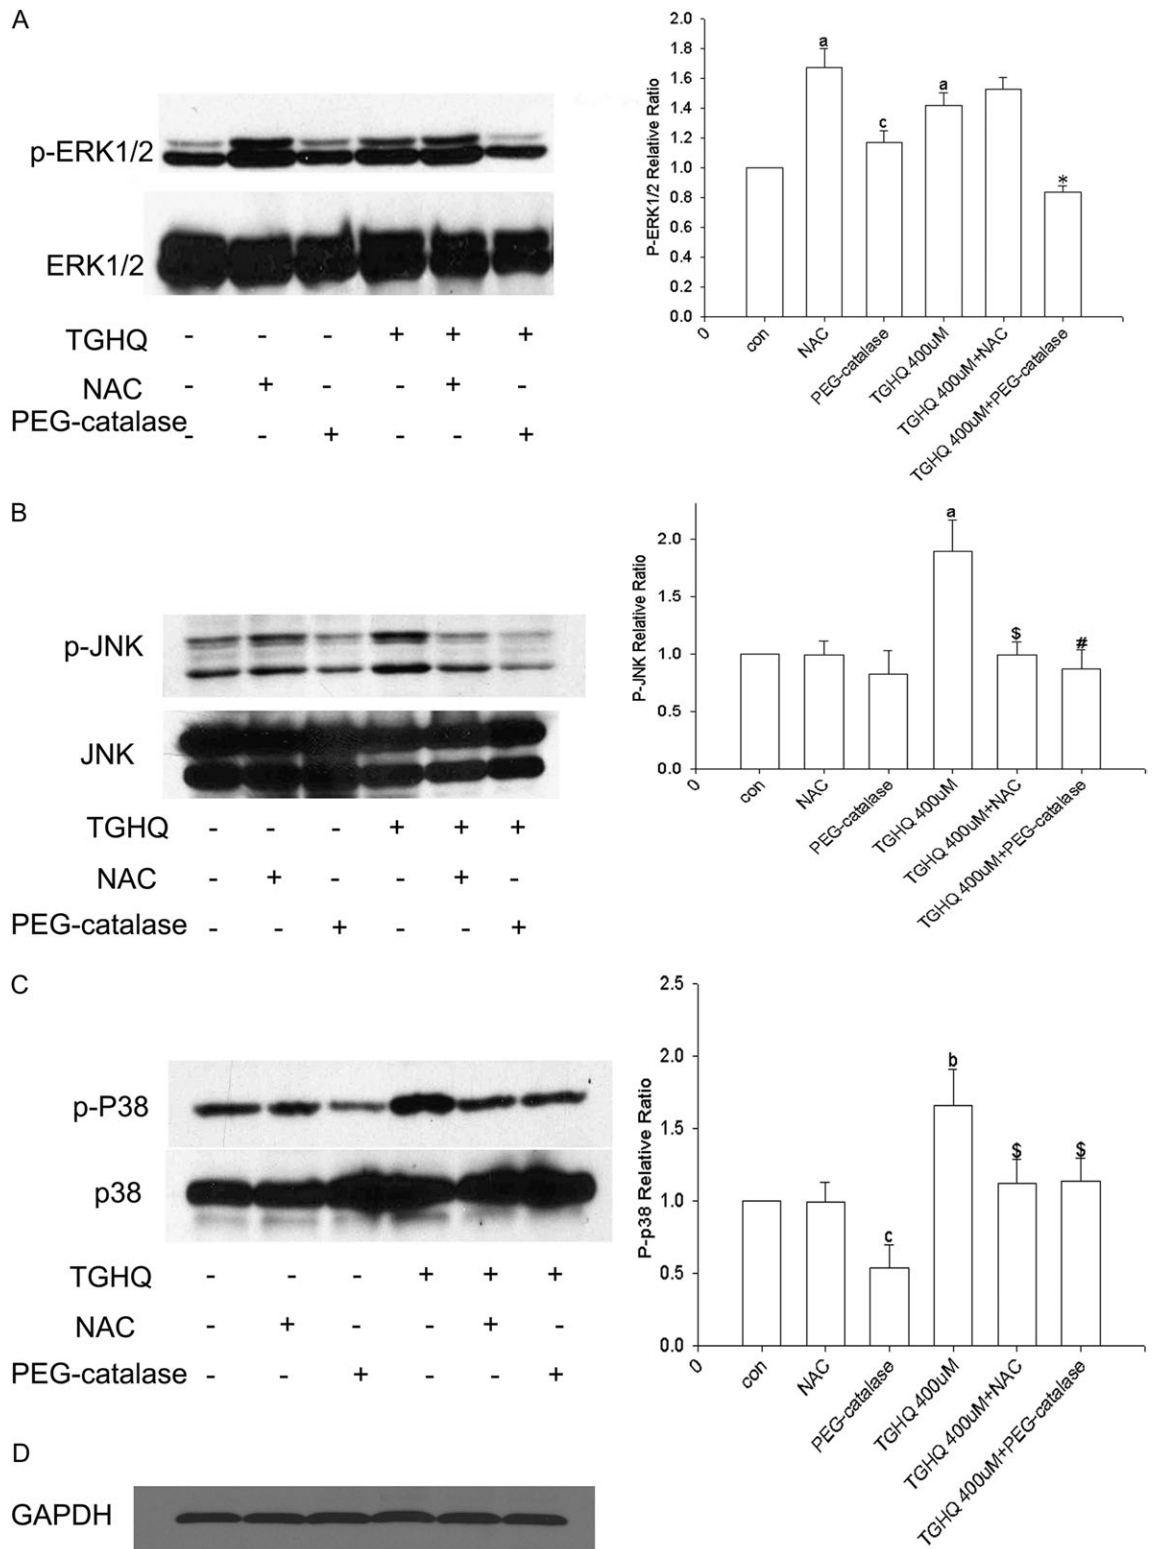 A
p-ERK1/2
ERK1/2
TGHQ - - - + + +
NAC - + - - + -
PEG-catalase - - + - - +
P-ERK1/2 Relative Ratio
2.0
1.8
1.6
1.4
1.2
1.0
0.8
0.6
0.4
0.2
0.0
a
c
a
*
0
con
NAC
PEG-catalase
TGHQ 400uM
TGHQ 400uM+NAC
TGHQ 400uM+PEG-catalase
B
p-JNK
JNK
TGHQ - - - + + +
NAC - + - - + -
PEG-catalase - - + - - +
P-JNK Relative Ratio
2.0
1.5
1.0
0.5
0.0
a
$
#
0
con
NAC
PEG-catalase
TGHQ 400uM
TGHQ 400uM+NAC
TGHQ 400uM+PEG-catalase
C
p-P38
p38
TGHQ - - - + + +
NAC - + - - + -
PEG-catalase - - + - - +
P-p38 Relative Ratio
2.5
2.0
1.5
1.0
0.5
0.0
c
b
$
$
0
con
NAC
PEG-catalase
TGHQ 400uM
TGHQ 400uM+NAC
TGHQ 400uM+PEG-catalase
D
GAPDH